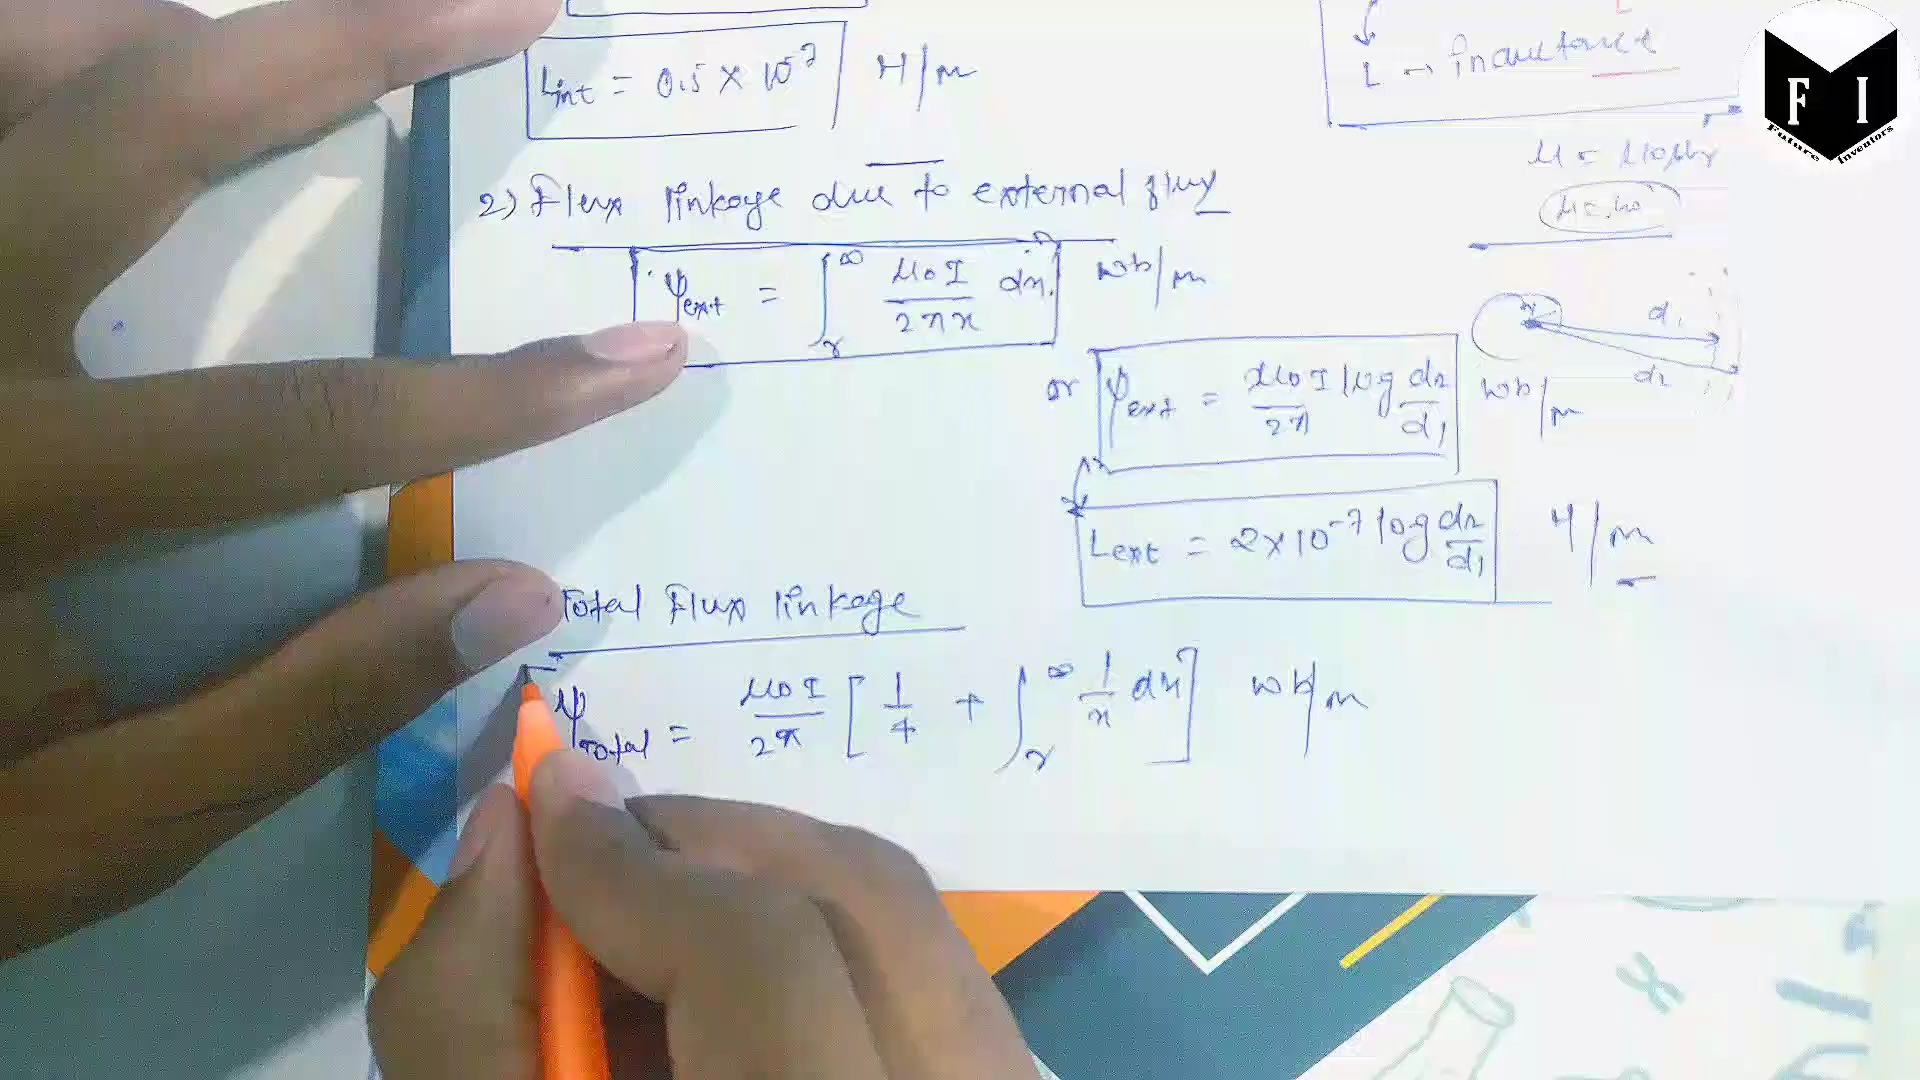 Lint = 0.5 × 10⁻⁷ H/m
L → Inductance
F I
Future Inventors
μ = μ0μr
2) Flux linkage due to external flux
ψext = ∫r^∞ μ0I/2πx dx. wb/m
r d1
d2
or ψext = μ0I/2π log d2/d1 wb/m
Lext = 2×10⁻⁷ log d2/d1 H/m
Total Flux linkage
ψTotal = μ0I/2π [1/4 + ∫r^∞ 1/x dx] wb/m